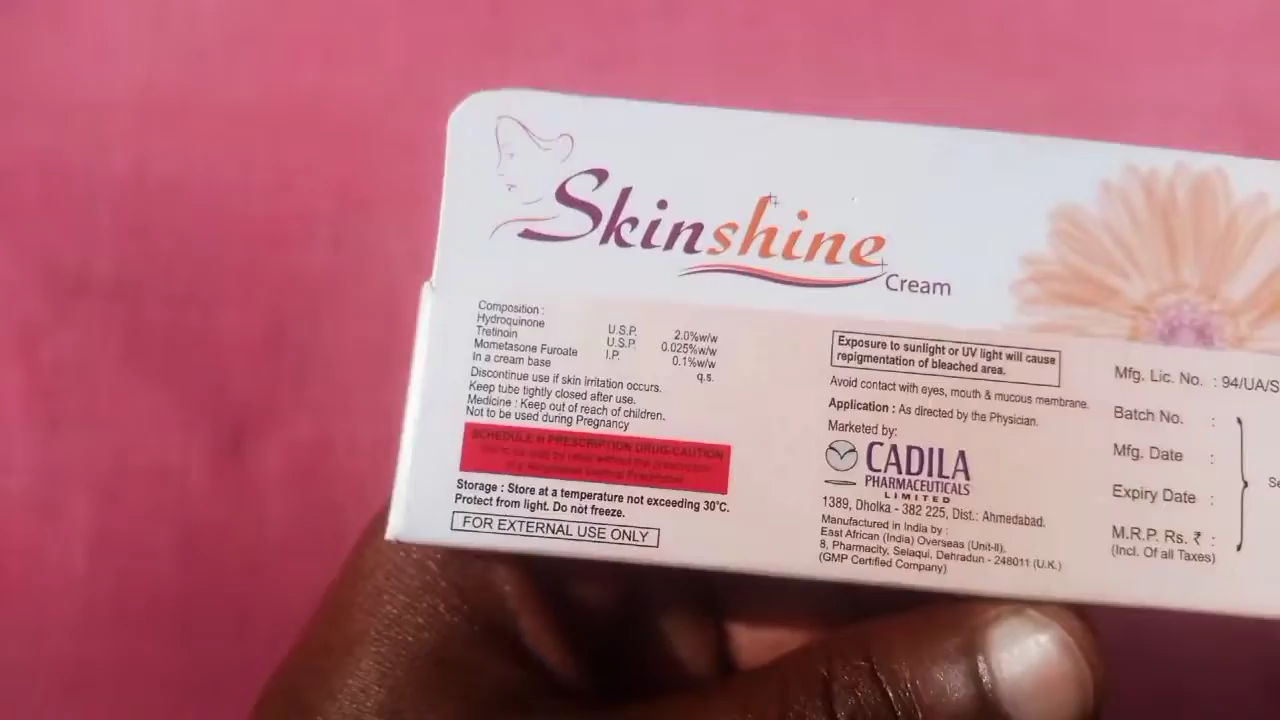 Skinshine
Cream
Composition :
Hydroquinone U.S.P. 2.0%w/w
Tretinoin U.S.P. 0.025%w/w
Mometasone Furoate I.P. 0.1%w/w
In a cream base q.s.
Discontinue use if skin irritation occurs.
Keep tube tightly closed after use.
Medicine : Keep out of reach of children.
Not to be used during Pregnancy
SCHEDULE H PRESCRIPTION DRUG-CAUTION
Storage : Store at a temperature not exceeding 30°C.
Protect from light. Do not freeze.
FOR EXTERNAL USE ONLY
Exposure to sunlight or UV light will cause
repigmentation of bleached area.
Avoid contact with eyes, mouth & mucous membrane.
Application : As directed by the Physician.
Marketed by:
CADILA
PHARMACEUTICALS
LIMITED
1389, Dholka - 382 225, Dist.: Ahmedabad.
Manufactured in India by :
East African (India) Overseas (Unit-II),
8, Pharmacity, Selaqui, Dehradun - 248011 (U.K.)
(GMP Certified Company)
Mfg. Lic. No. : 94/UA/S
Batch No. :
Mfg. Date :
Expiry Date :
M.R.P. Rs. ₹ :
(Incl. Of all Taxes)
Se